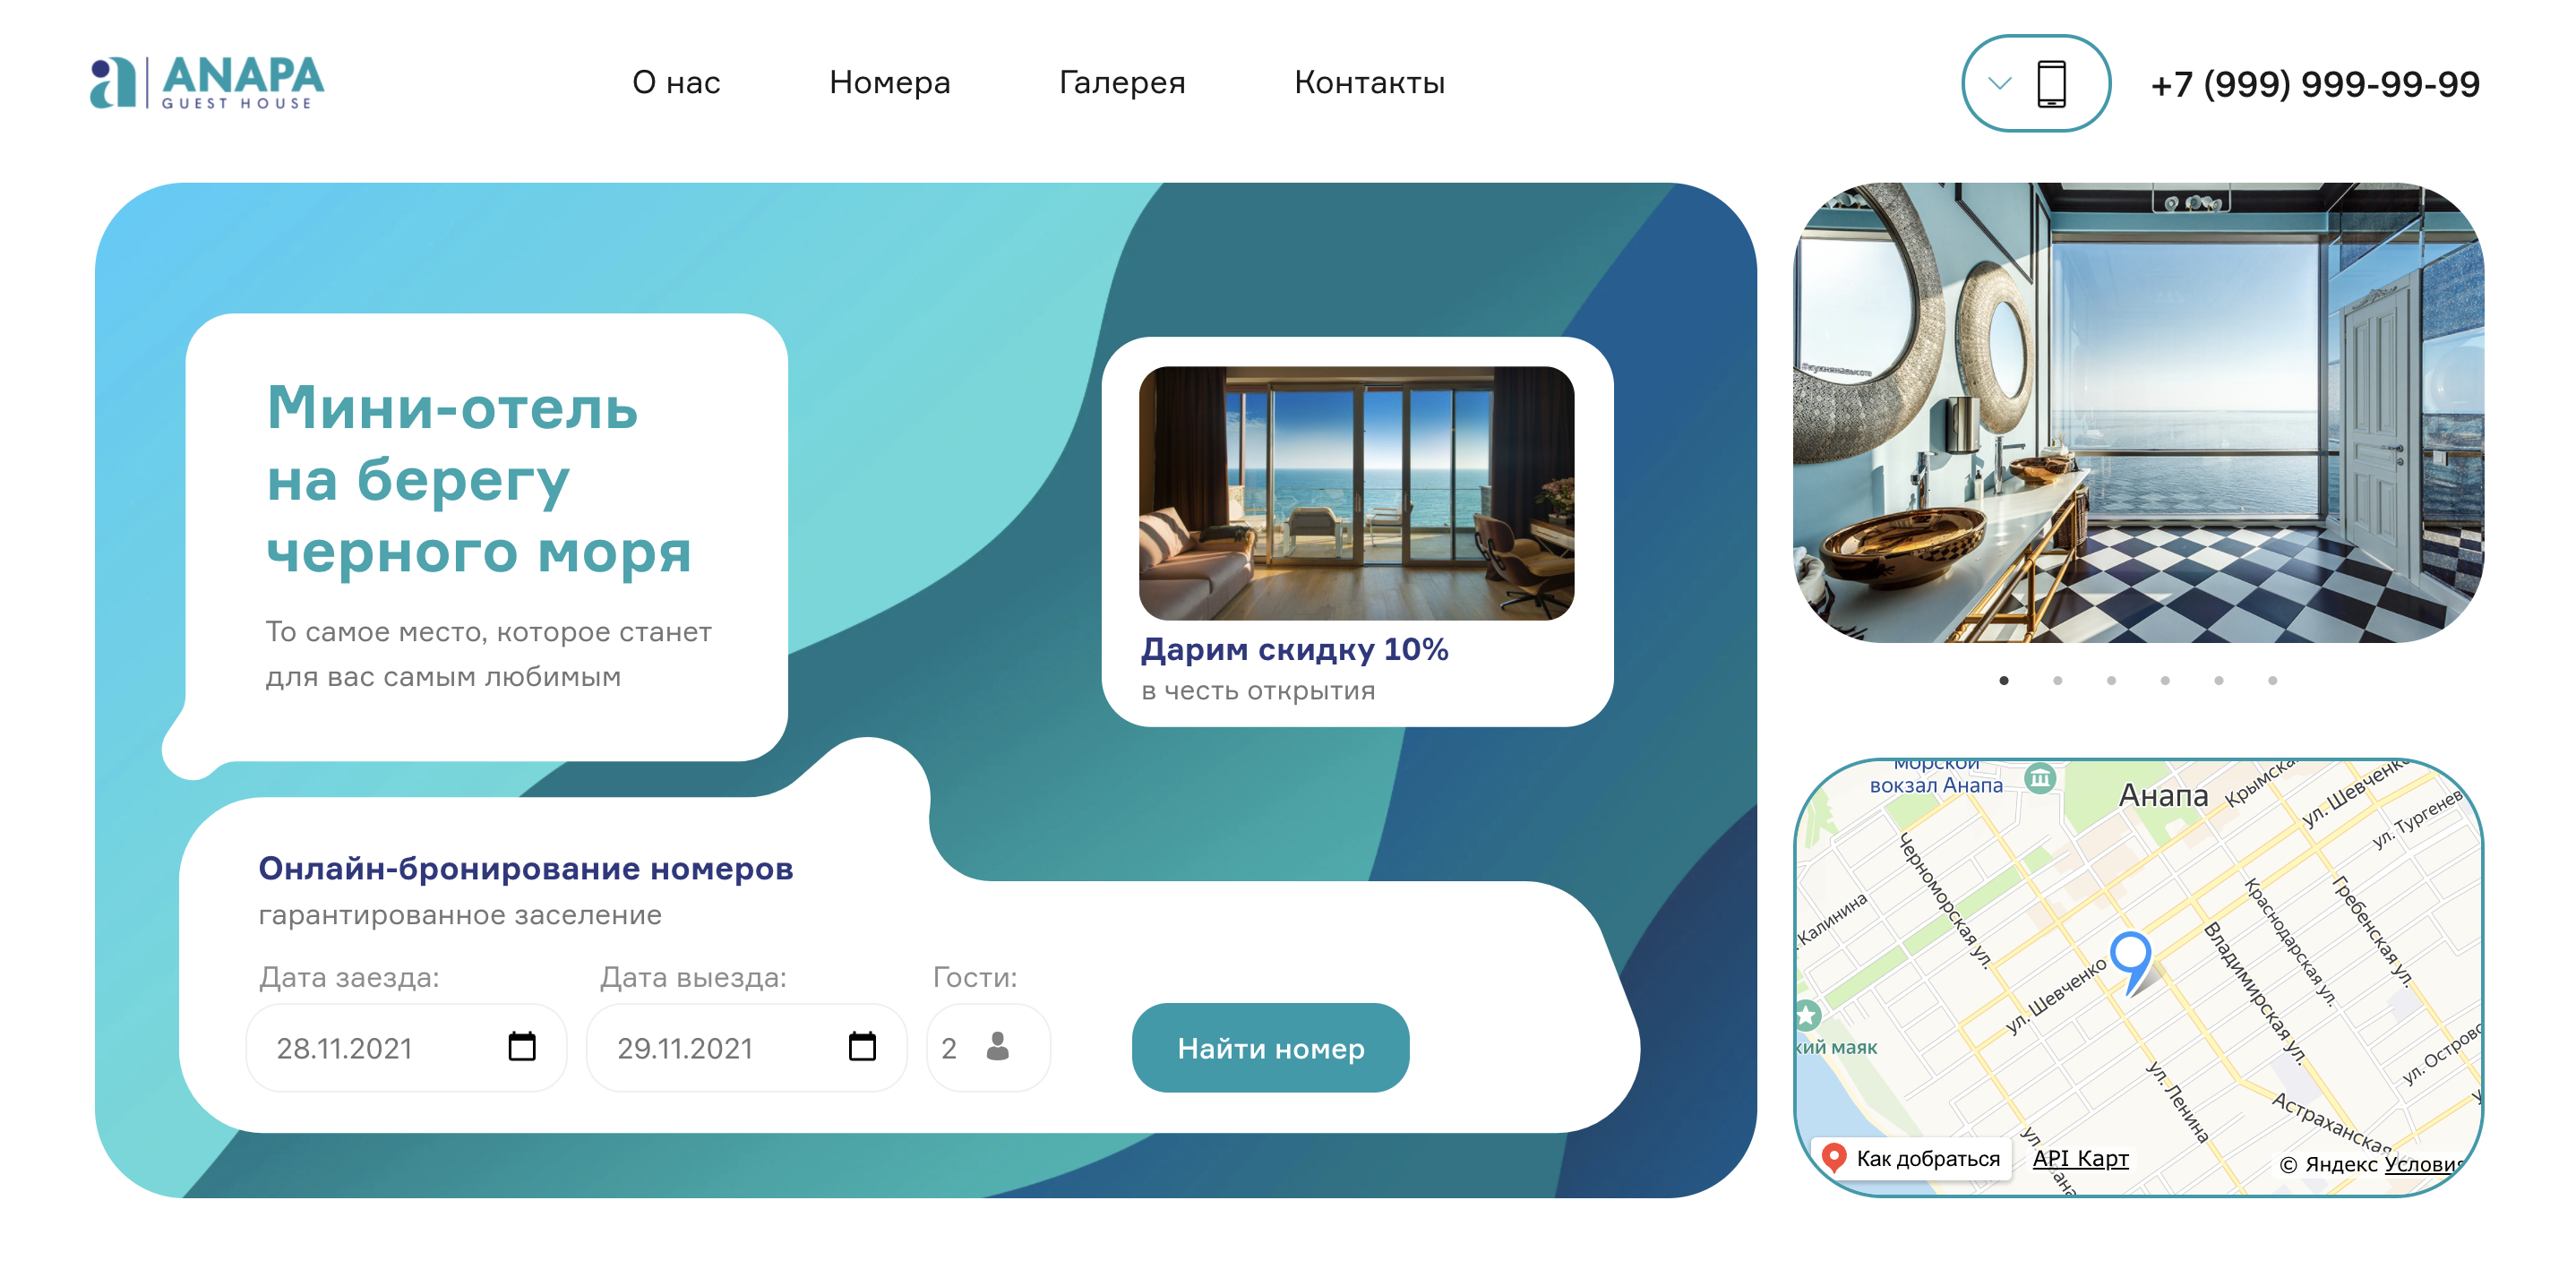 ANAPA
GUEST HOUSE
О нас
Номера
Галерея
Контакты
+7 (999) 999-99-99
Мини-отель
на берегу
черного моря
То самое место, которое станет
для вас самым любимым
Дарим скидку 10%
в честь открытия
Онлайн-бронирование номеров
гарантированное заселение
Дата заезда:
Дата выезда:
Гости:
28.11.2021
29.11.2021
2
Найти номер
морской
вокзал Анапа
Анапа
Крымска
ул. Шевченко
ул. Тургенев
Черноморская ул.
Калинина
Краснодарская ул.
Гребенская ул.
Владимирская ул.
ул. Шевченко
кий маяк
ул. Островс
ул. Ленина
Астраханская
Как добраться
API Карт
© Яндекс Условия